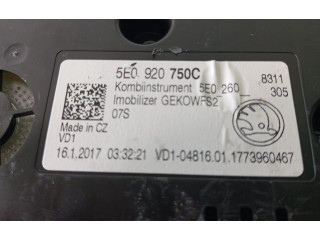 5E0 920 750C
Kombiinstrument 5E0 260_ 8311
Imobilizer GEKOWFS2 305
07S
Made in CZ
VD1
16.1.2017 03:32:21 VD1-04816.01.1773960467